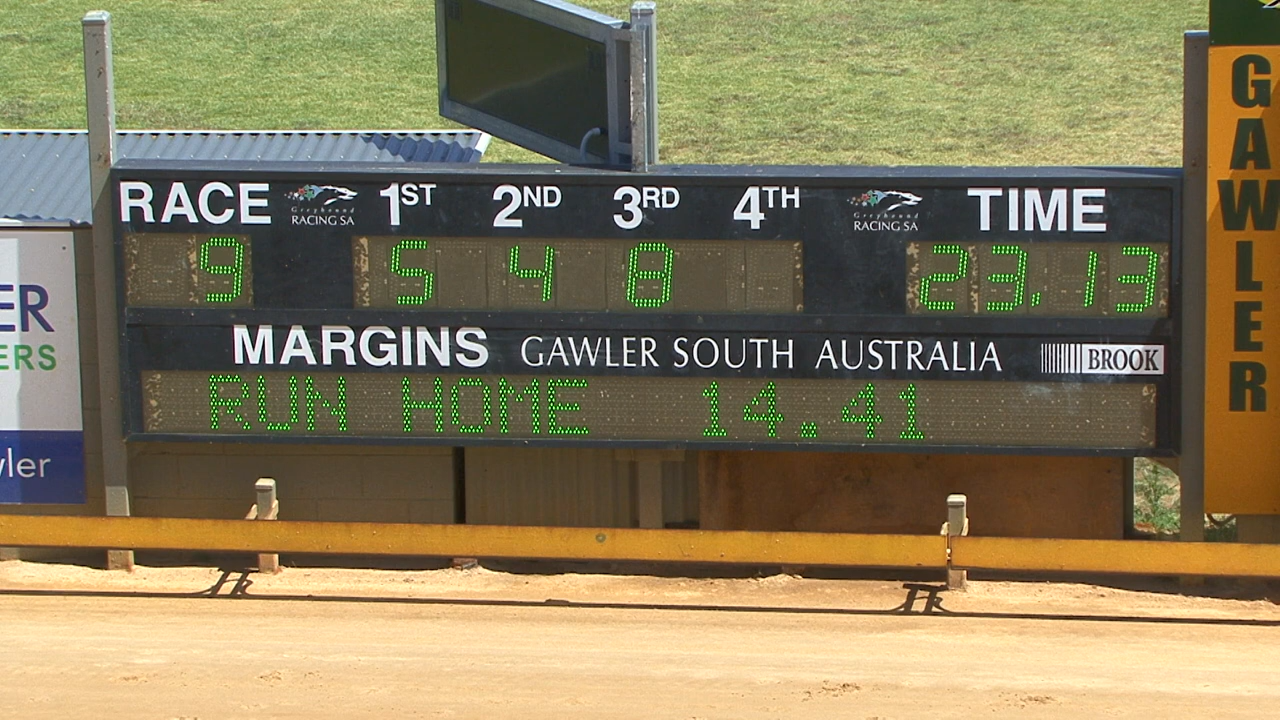 RACE 1ST 2ND 3RD 4TH TIME
Greyhound RACING SA
Greyhound RACING SA
9 5 4 8 23.13
MARGINS GAWLER SOUTH AUSTRALIA BROOK
RUN HOME 14.41
GAWLER
ER
ERS
wler